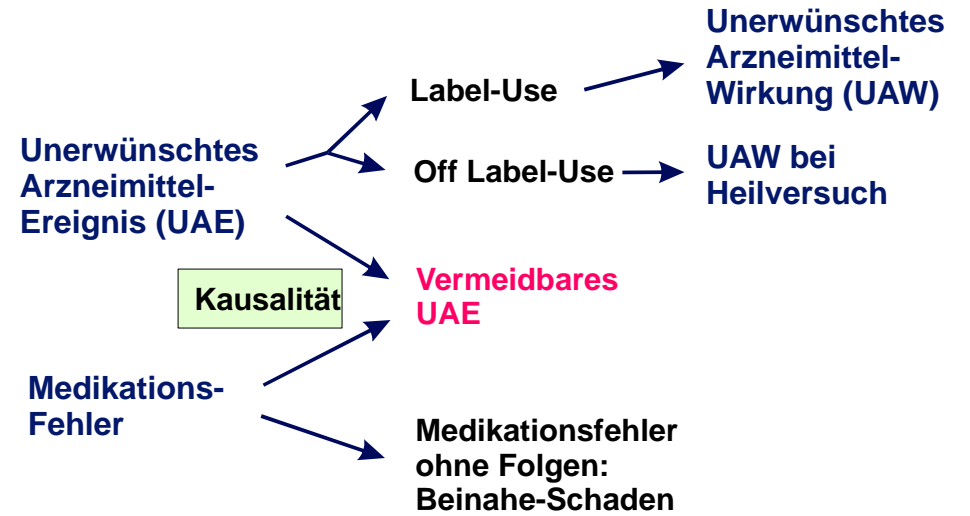 Unerwünschtes
Arzneimittel-
Wirkung (UAW)
Label-Use
Unerwünschtes
Arzneimittel-
Ereignis (UAE)
Off Label-Use
UAW bei
Heilversuch
Kausalität
Vermeidbares
UAE
Medikations-
Fehler
Medikationsfehler
ohne Folgen:
Beinahe-Schaden